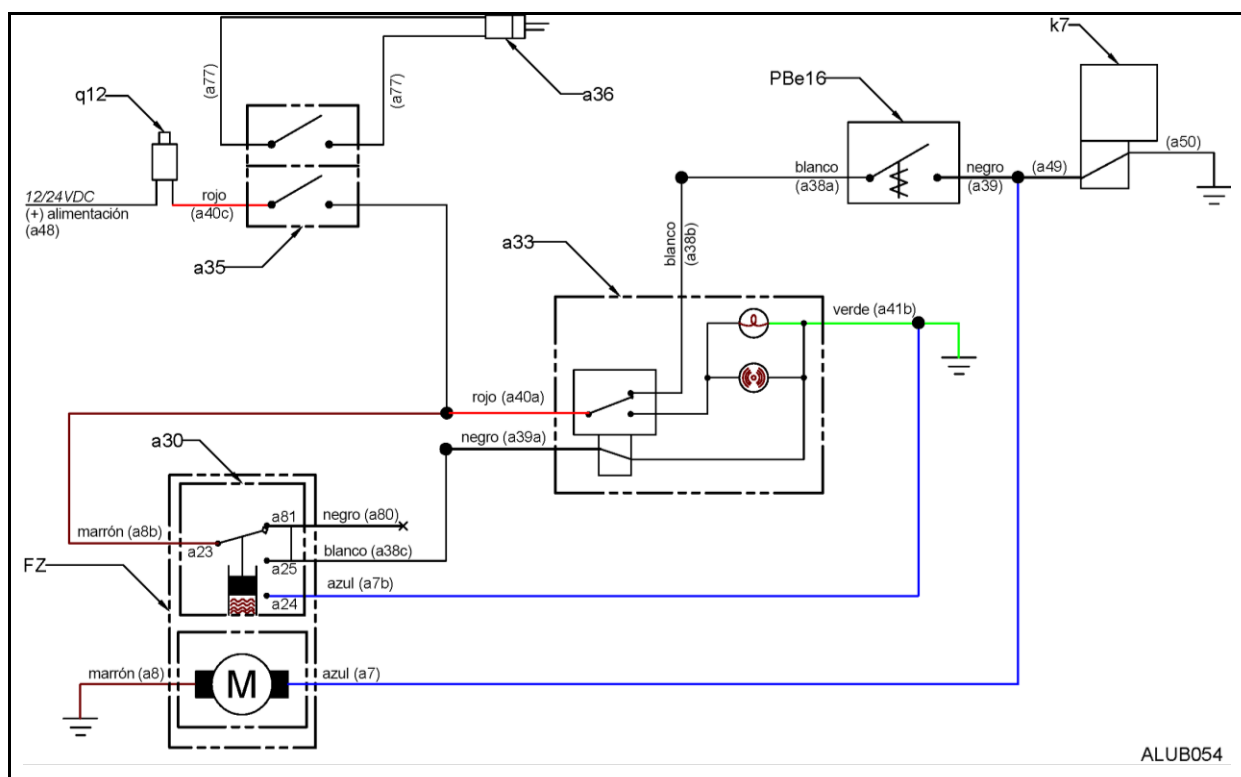 k7
a36
(a77)
(a77)
PBe16
q12
blanco
(a38a)
negro
(a39)
(a49)
(a50)
12/24VDC
(+) alimentación
(a48)
rojo
(a40c)
a35
a33
blanco
(a38b)
verde (a41b)
rojo (a40a)
negro (a39a)
a30
a81
negro (a80)
marrón (a8b)
a23
blanco (a38c)
a25
FZ
azul (a7b)
a24
marrón (a8)
M
azul (a7)
ALUB054